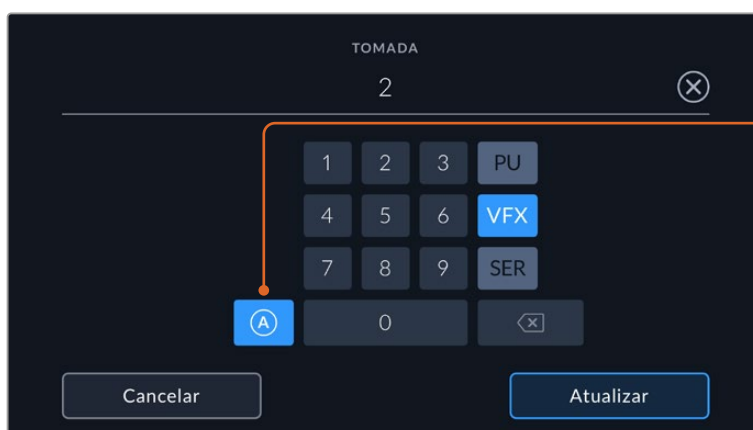 TOMADA
2
1 2 3 PU
4 5 6 VFX
7 8 9 SER
A 0
Cancelar Atualizar